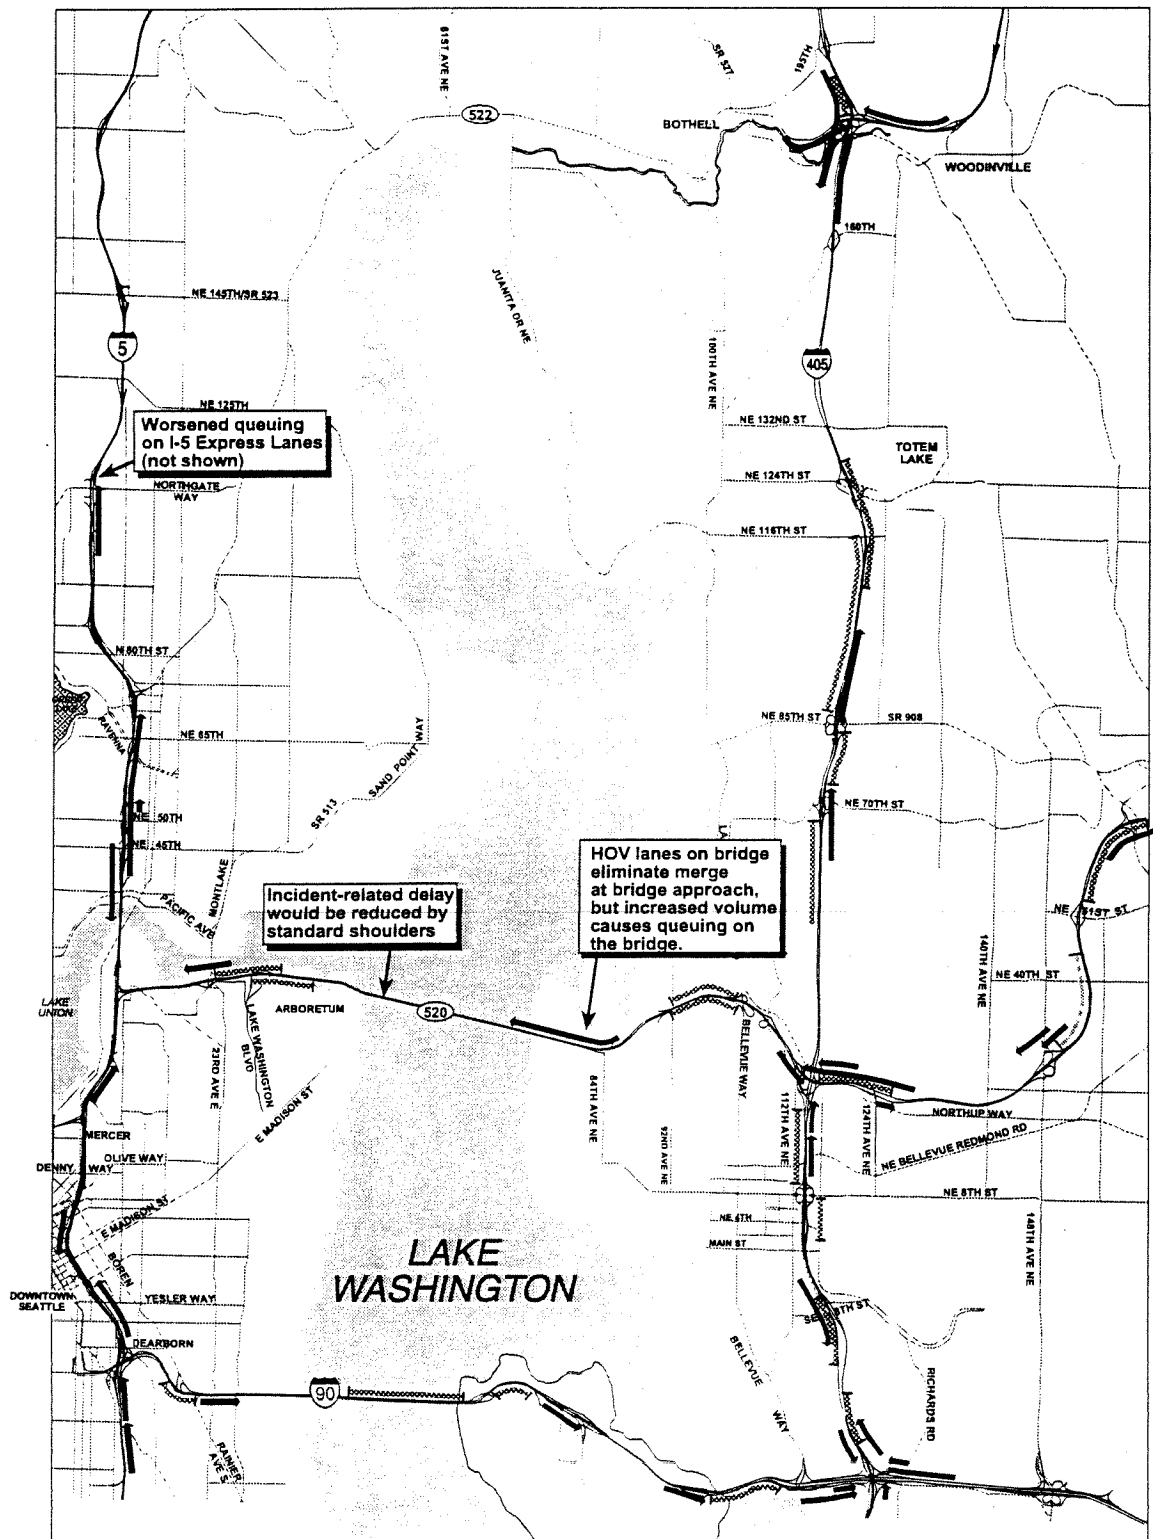 61ST AVE NE
SR 527
195TH
522
BOTHELL
WOODINVILLE
160TH
NE 145TH/SR 523
JUANITA DR NE
5
100TH AVE NE
405
NE 125TH
Worsened queuing
on I-5 Express Lanes
(not shown)
NE 132ND ST
TOTEM
LAKE
NE 124TH ST
NORTHGATE
WAY
NE 116TH ST
N 80TH ST
RAVENNA
NE 65TH
SAND POINT WAY
SR 513
NE 85TH ST
SR 908
NE 70TH ST
NE 50TH
NE 45TH
MONTLAKE
PACIFIC AVE
Incident-related delay
would be reduced by
standard shoulders
HOV lanes on bridge
eliminate merge
at bridge approach,
but increased volume
causes queuing on
the bridge.
NE 51ST ST
140TH AVE NE
NE 40TH ST
LAKE
UNION
ARBORETUM
520
LAKE WASHINGTON
BLVD
23RD AVE E
E MADISON ST
BELLEVUE WAY
84TH AVE NE
92ND AVE NE
112TH AVE NE
124TH AVE NE
NORTHUP WAY
NE BELLEVUE REDMOND RD
MERCER
OLIVE WAY
DENNY WAY
E MADISON ST
NE 8TH ST
NE 4TH
MAIN ST
148TH AVE NE
BOREN
LAKE
WASHINGTON
DOWNTOWN
SEATTLE
YESLER WAY
DEARBORN
SE 8TH ST
BELLEVUE
WAY
RICHARDS RD
90
RAINIER
AVE S